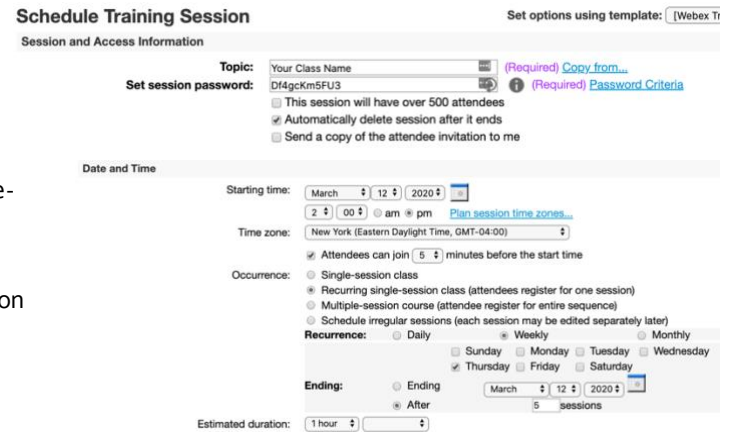 Schedule Training Session
Set options using template: [Webex Tr
Session and Access Information
Topic: Your Class Name (Required) Copy from...
Set session password: Df4gcKm5FU3 (Required) Password Criteria
This session will have over 500 attendees
Automatically delete session after it ends
Send a copy of the attendee invitation to me
Date and Time
e-
Starting time: March 12 2020
2 00 am pm Plan session time zones...
Time zone: New York (Eastern Daylight Time, GMT-04:00)
Attendees can join 5 minutes before the start time
Occurrence: Single-session class
on
Recurring single-session class (attendees register for one session)
Multiple-session course (attendee register for entire sequence)
Schedule irregular sessions (each session may be edited separately later)
Recurrence: Daily Weekly Monthly
Sunday Monday Tuesday Wednesday
Thursday Friday Saturday
Ending: Ending March 12 2020
After 5 sessions
Estimated duration: 1 hour